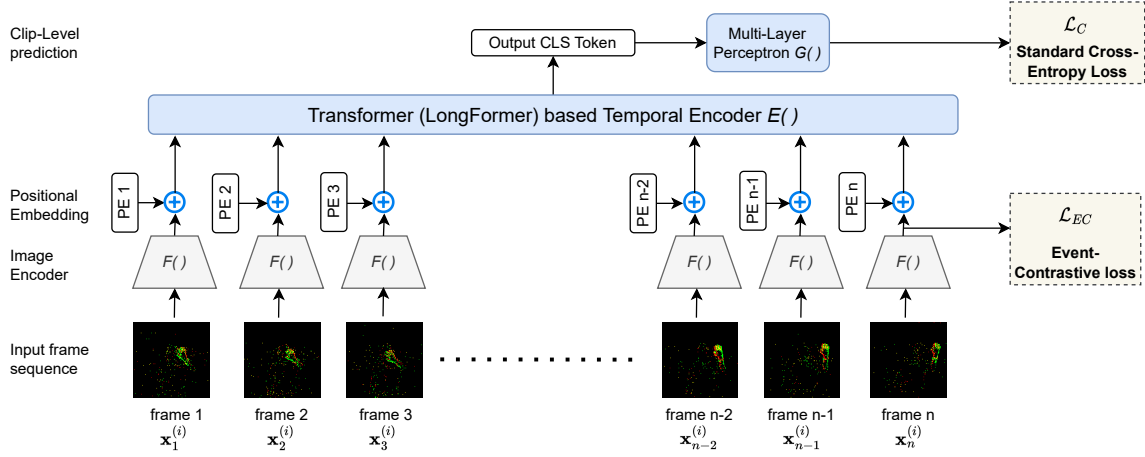 Clip-Level
prediction
Output CLS Token
Multi-Layer
Perceptron G()
ℒ_C
Standard Cross-
Entropy Loss
Transformer (LongFormer) based Temporal Encoder E()
Positional
Embedding
PE 1
PE 2
PE 3
PE n-2
PE n-1
PE n
ℒ_EC
Event-
Contrastive loss
Image
Encoder
F()
F()
F()
F()
F()
F()
Input frame
sequence
frame 1
frame 2
frame 3
frame n-2
frame n-1
frame n
x_1^(i)
x_2^(i)
x_3^(i)
x_{n-2}^(i)
x_{n-1}^(i)
x_n^(i)